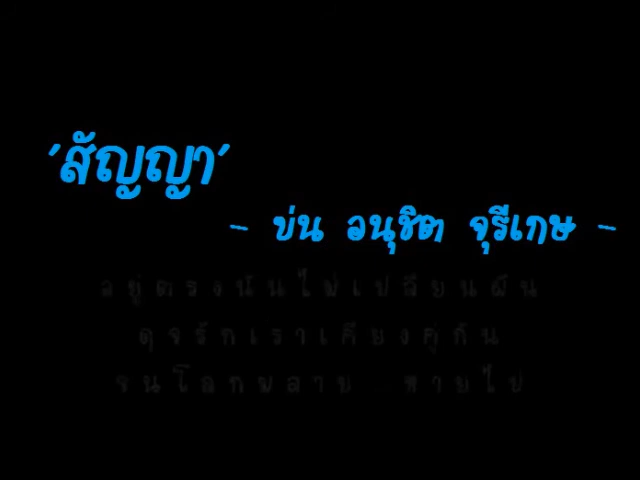 'สัญญา'
- ข่น อนุชิต จุรีเกษ -
อยู่ตรงนั้นไม่เปลี่ยนผัน
ดุจรักเราเคียงคู่กัน
จนโลกมลาย หายไป